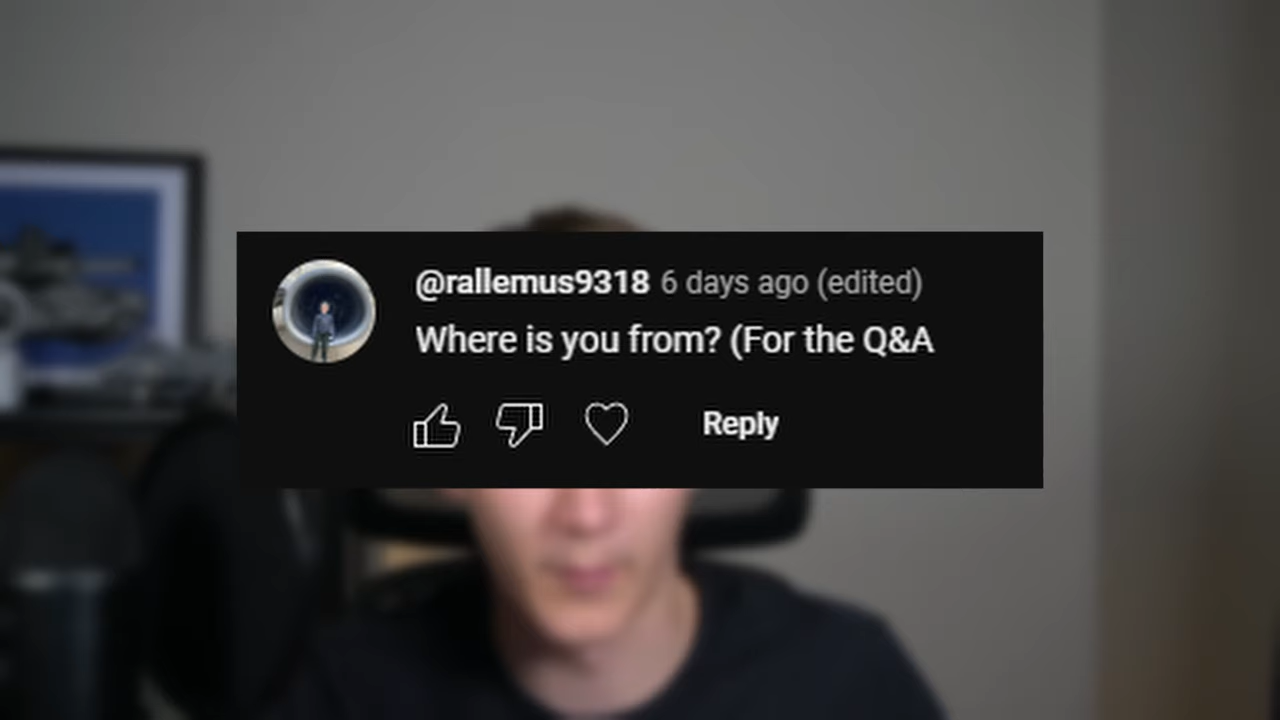 @rallemus9318 6 days ago (edited)
Where is you from? (For the Q&A
Reply